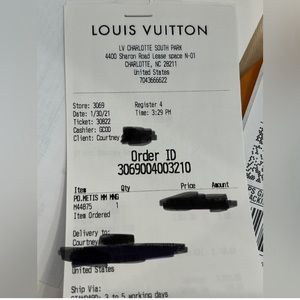 LOUIS VUITTON
LV CHARLOTTE SOUTH PARK
4400 Sharon Road Lease space N-01
CHARLOTTE, NC 28211
United States
7043666622
Store: 3069 Register 4
Date: 1/30/21 Time: 3:29 PM
Ticket: 30822
Cashier: GCOD
Client: Courtney
Order ID
3069004003210
Item Qty Price Amount
PO.METIS MM MNG
M44875 1
Item Ordered
Delivery to:
Courtney
United States
Ship Via:
STANDARD- 3 to 5 working days